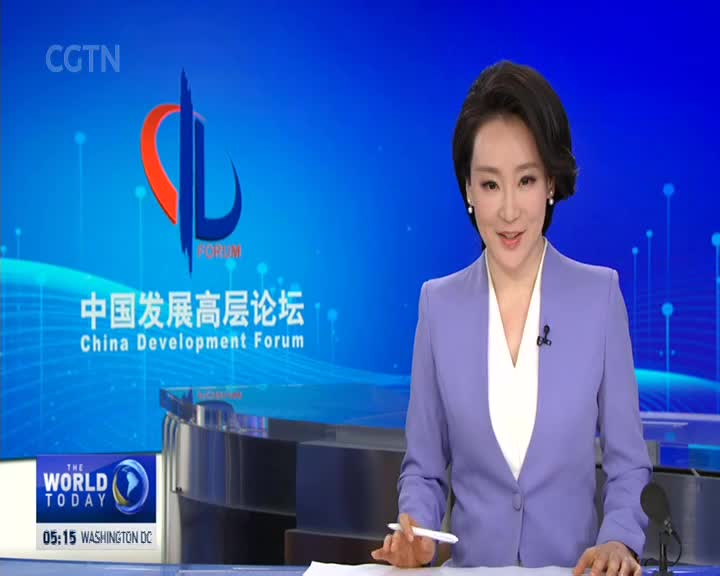 CGTN
FORUM
中国发展高层论坛
China Development Forum
THE
WORLD
TODAY
05:15 WASHINGTON DC